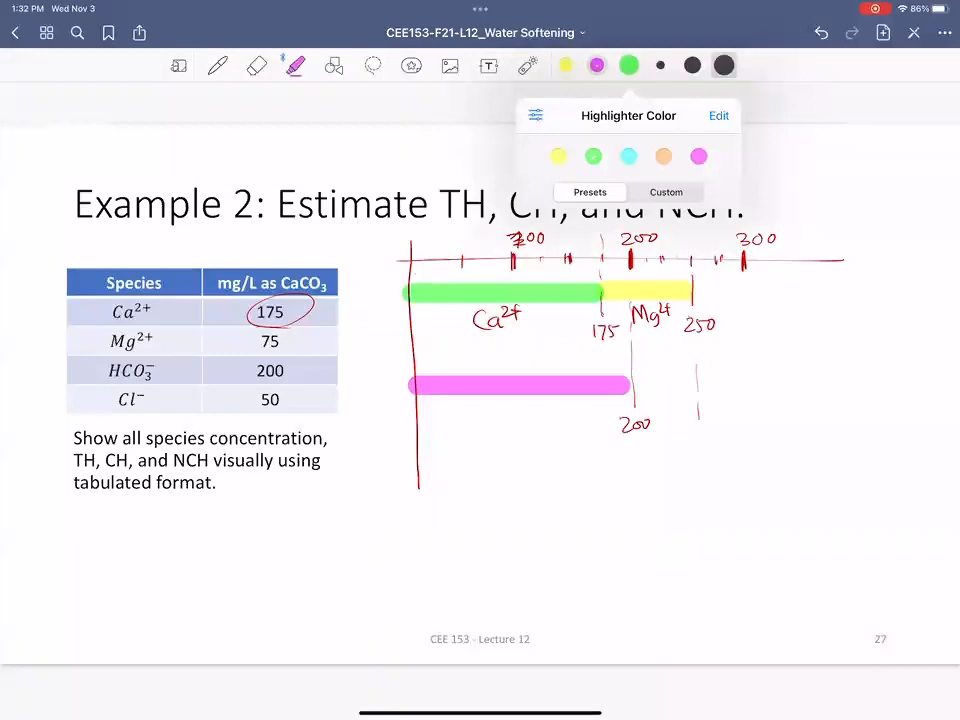 1:32 PM Wed Nov 3
86%
CEE153-F21-L12_Water Softening
Highlighter Color Edit
Presets Custom
Example 2: Estimate TH, CH, and NCH.
100 200 300
Species mg/L as CaCO₃
Ca²⁺ 175
Mg²⁺ 75
HCO₃⁻ 200
Cl⁻ 50
Ca²⁺ 175 Mg²⁺ 250
200
Show all species concentration,
TH, CH, and NCH visually using
tabulated format.
CEE 153 - Lecture 12
27